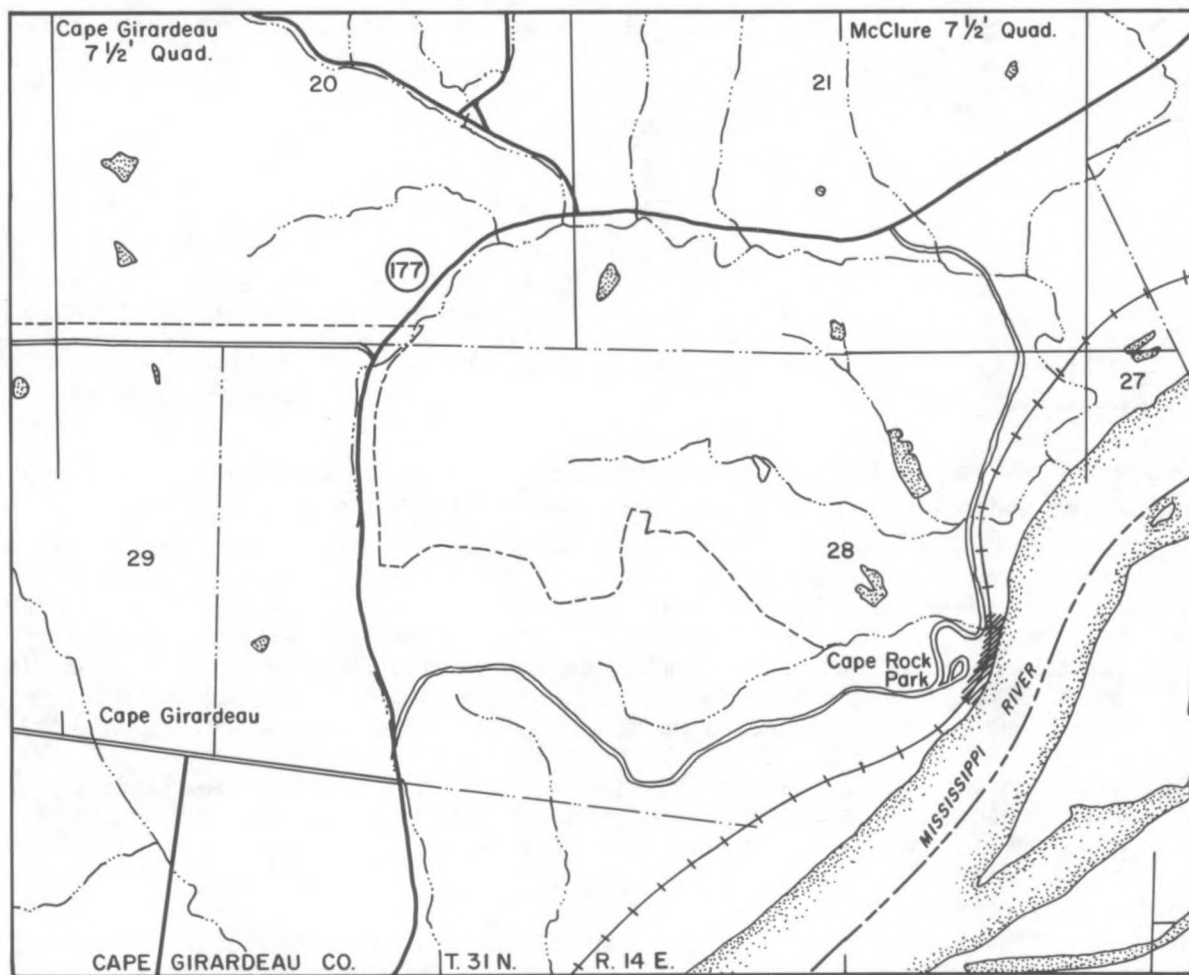 Cape Girardeau
7 ½' Quad.
McClure 7 ½' Quad.
20
21
177
27
29
28
Cape Rock
Park
Cape Girardeau
MISSISSIPPI RIVER
CAPE GIRARDEAU CO. T. 31 N. R. 14 E.